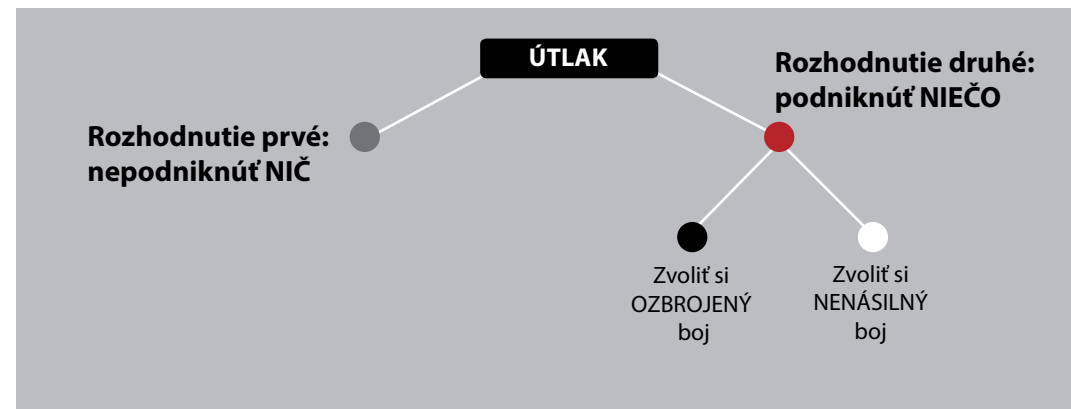 ÚTLAK
Rozhodnutie prvé:
nepodniknúť NIČ
Rozhodnutie druhé:
podniknúť NIEČO
Zvoliť si
OZBROJENÝ
boj
Zvoliť si
NENÁSILNÝ
boj